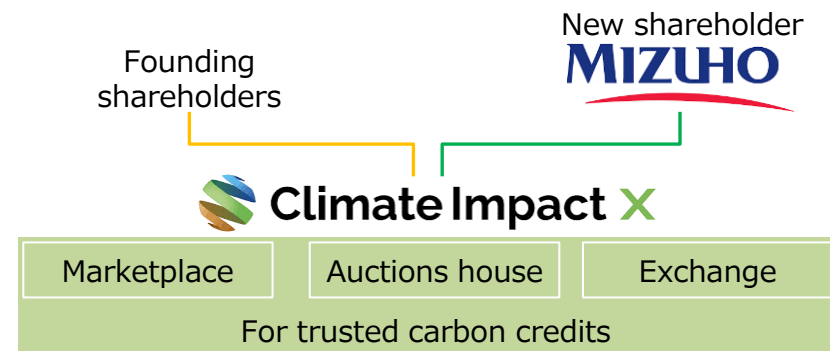 Founding
shareholders
New shareholder
MIZUHO
Climate Impact X
Marketplace
Auctions house
Exchange
For trusted carbon credits